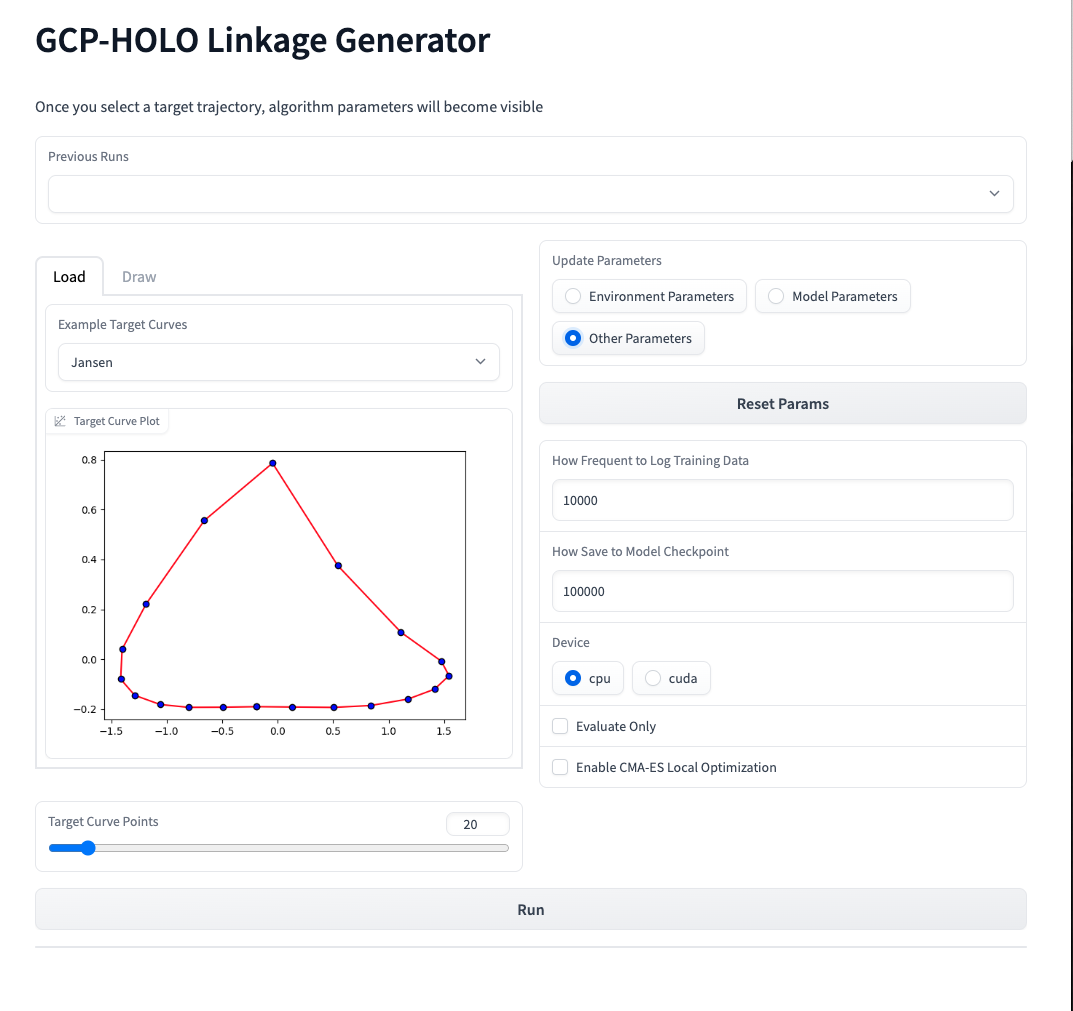 GCP-HOLO Linkage Generator
Once you select a target trajectory, algorithm parameters will become visible
Previous Runs
Load
Draw
Example Target Curves
Jansen
Target Curve Plot
0.8
0.6
0.4
0.2
0.0
−0.2
−1.5 −1.0 −0.5 0.0 0.5 1.0 1.5
Target Curve Points
20
Update Parameters
Environment Parameters
Model Parameters
Other Parameters
Reset Params
How Frequent to Log Training Data
10000
How Save to Model Checkpoint
100000
Device
cpu
cuda
Evaluate Only
Enable CMA-ES Local Optimization
Run